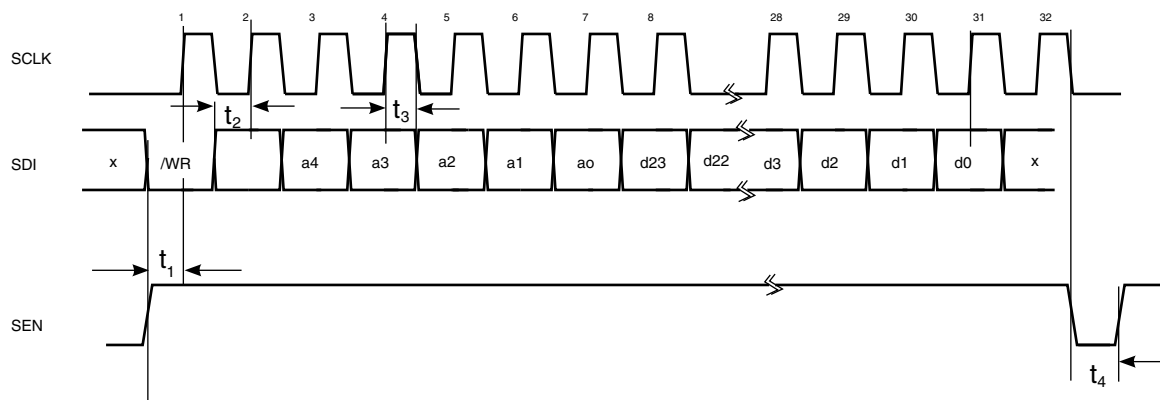 1 2 3 4 5 6 7 8 28 29 30 31 32
SCLK
t2 t3
SDI x /WR a4 a3 a2 a1 ao d23 d22 d3 d2 d1 d0 x
t1
SEN
t4